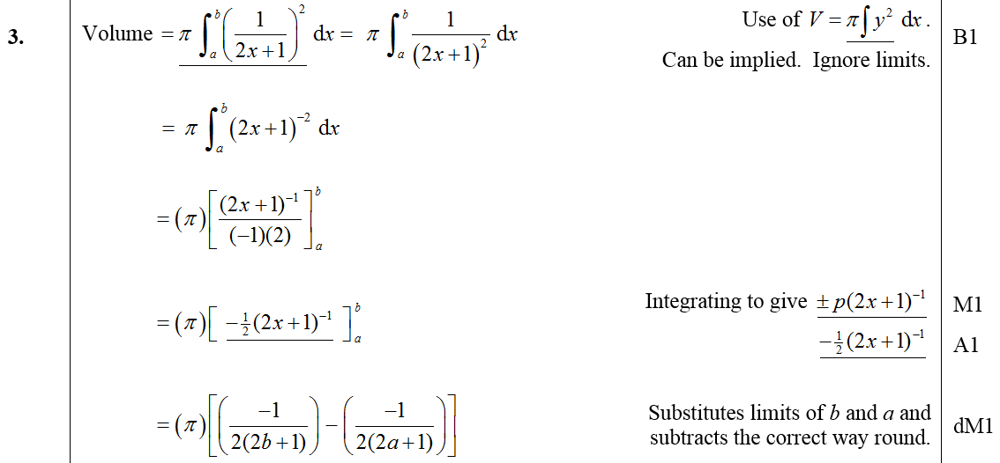 3. Volume = π ∫_a^b (1/(2x+1))^2 dx = π ∫_a^b 1/(2x+1)^2 dx Use of V = π∫ y^2 dx. B1
Can be implied. Ignore limits.
= π ∫_a^b (2x+1)^{-2} dx
= (π)[(2x+1)^{-1}/((−1)(2))]_a^b
= (π)[−1/2(2x+1)^{-1}]_a^b Integrating to give ±p(2x+1)^{-1} M1
−1/2(2x+1)^{-1} A1
= (π)[(−1/(2(2b+1))) − (−1/(2(2a+1)))] Substitutes limits of b and a and
subtracts the correct way round. dM1